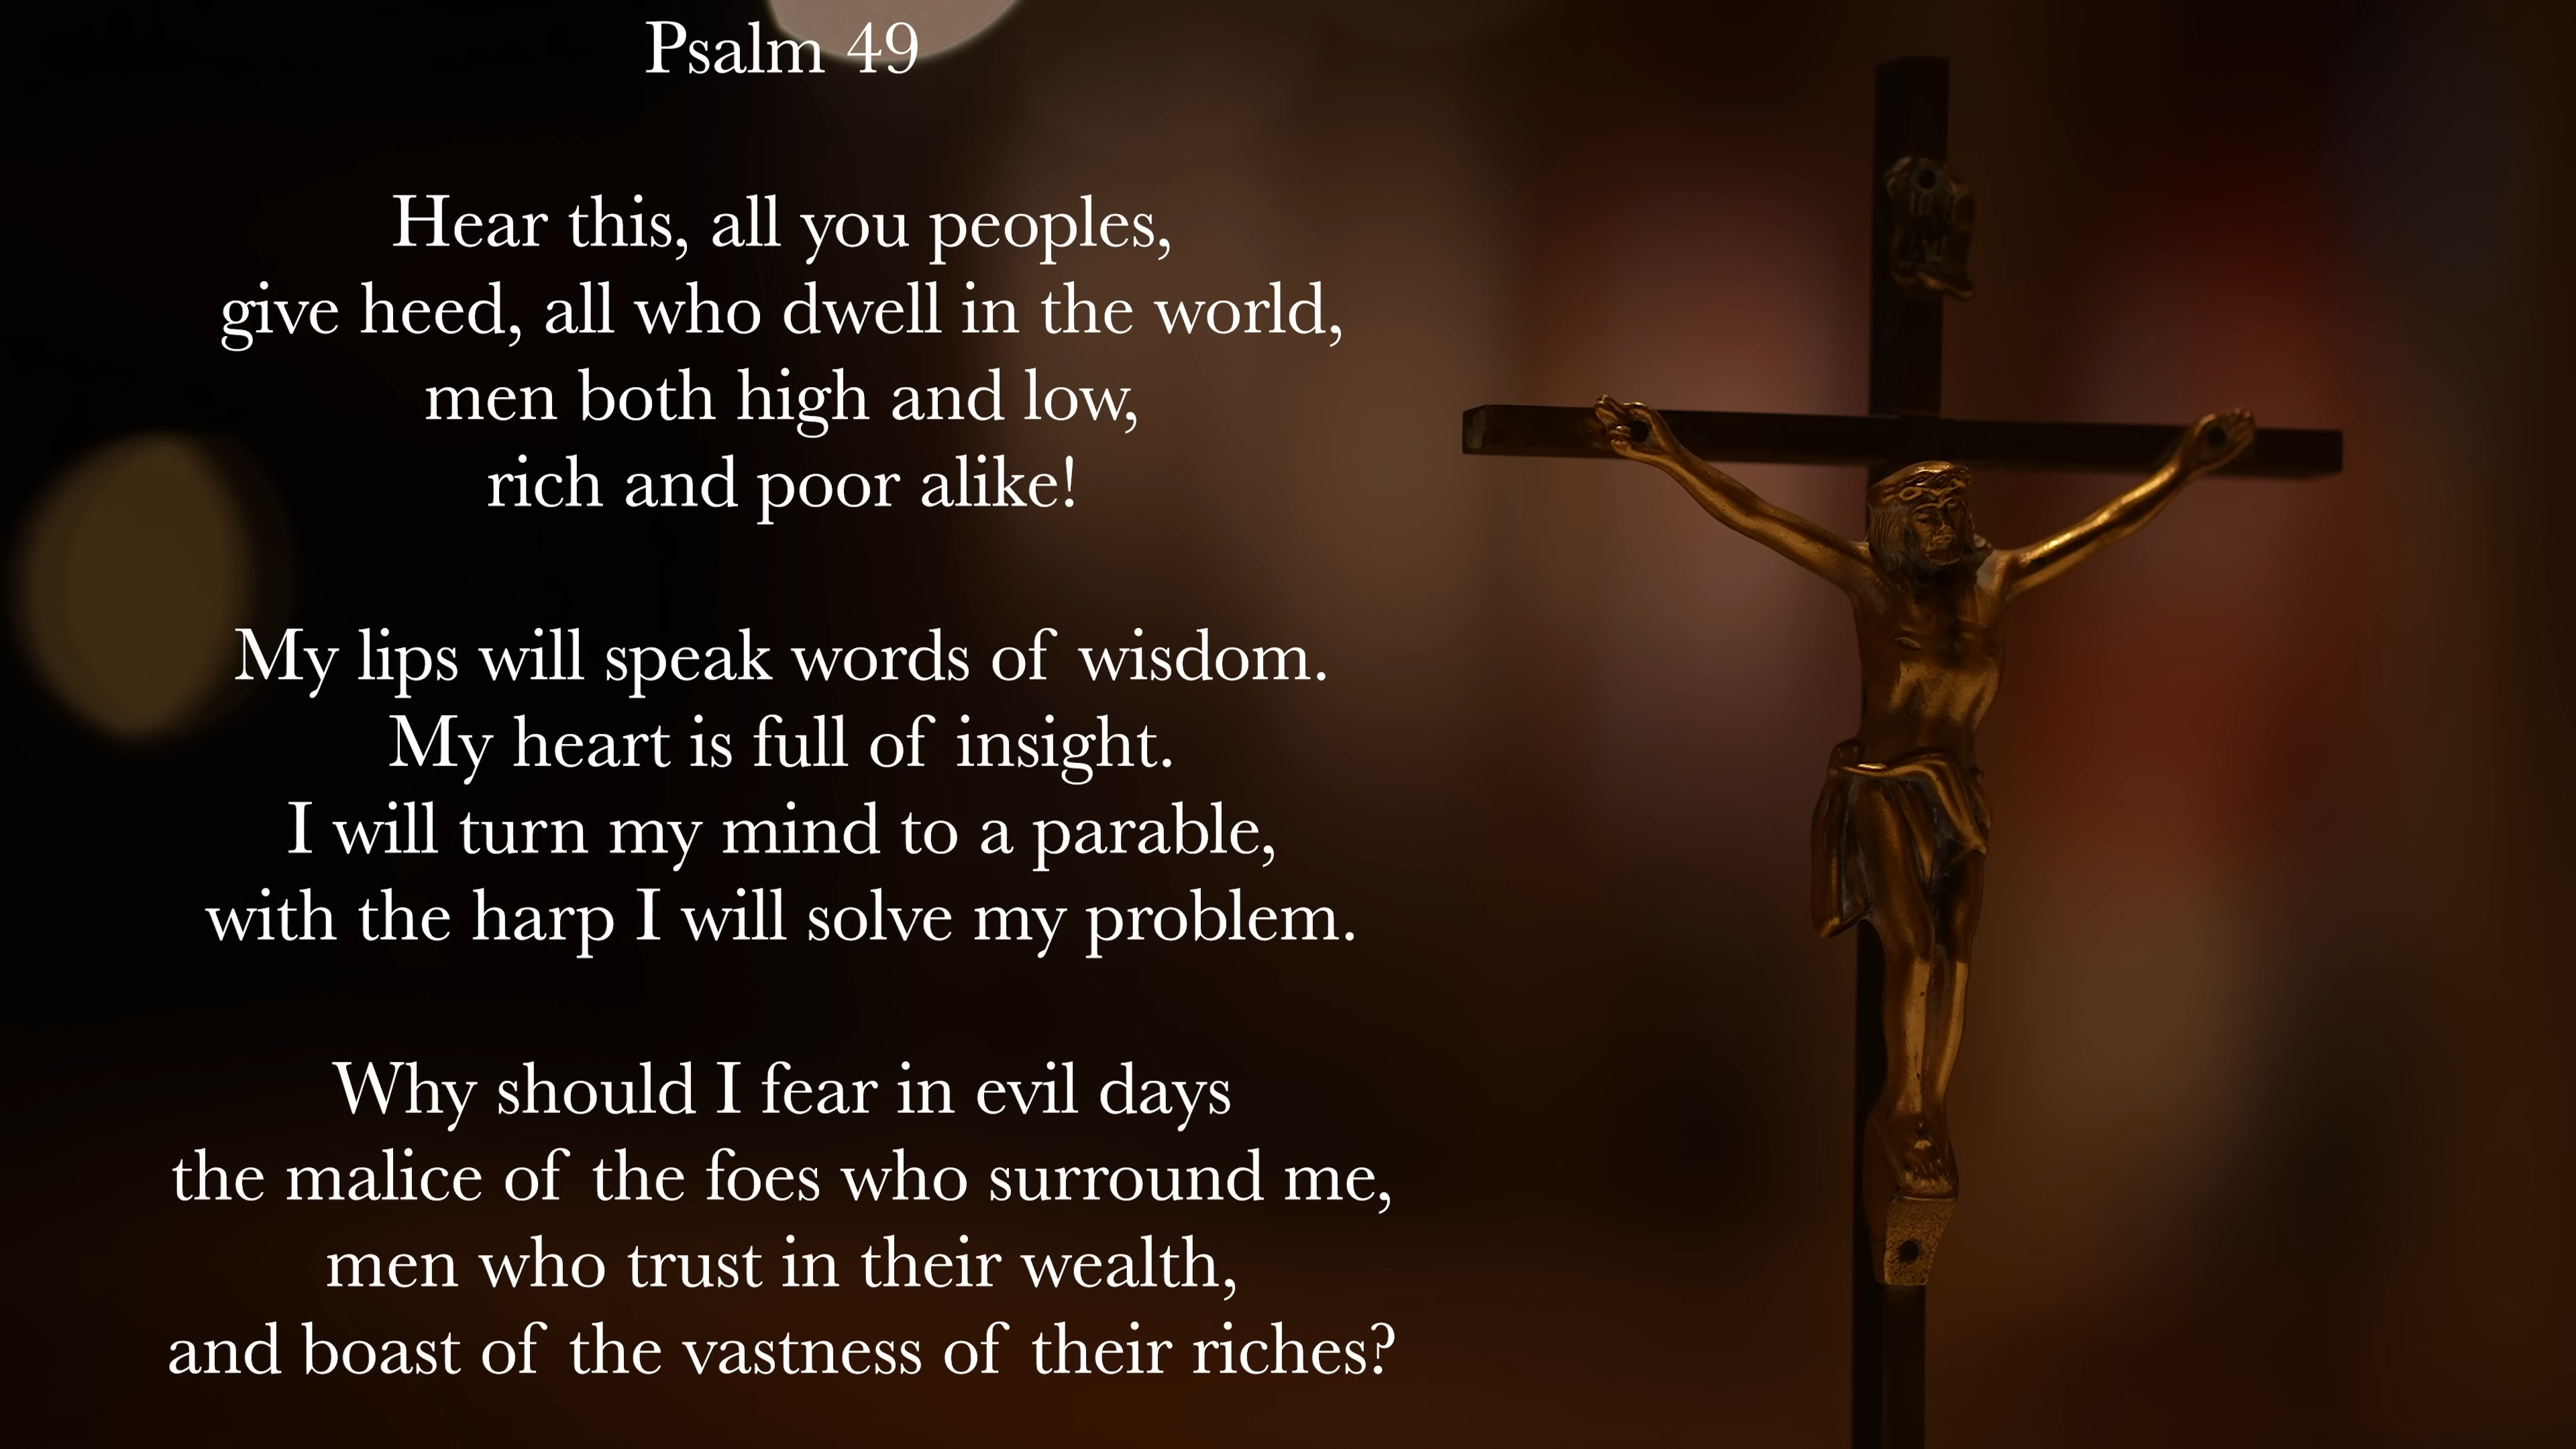 Psalm 49
Hear this, all you peoples,
give heed, all who dwell in the world,
men both high and low,
rich and poor alike!
My lips will speak words of wisdom.
My heart is full of insight.
I will turn my mind to a parable,
with the harp I will solve my problem.
Why should I fear in evil days
the malice of the foes who surround me,
men who trust in their wealth,
and boast of the vastness of their riches?